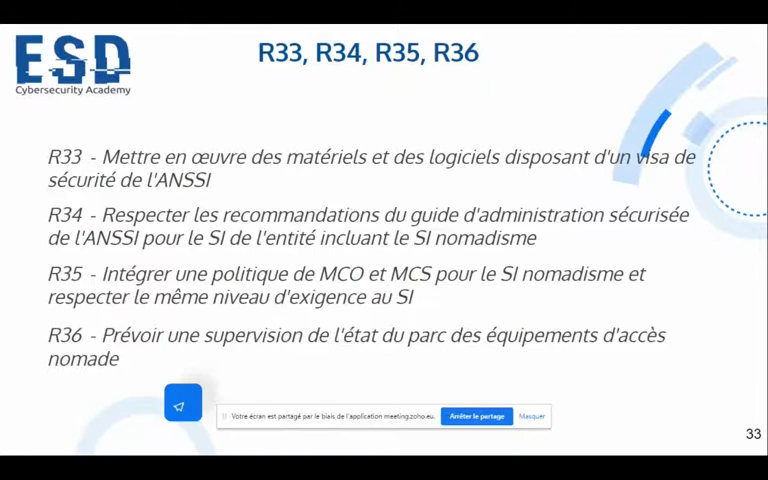 R33, R34, R35, R36
ESD
Cybersecurity Academy
R33 - Mettre en œuvre des matériels et des logiciels disposant d'un visa de
sécurité de l'ANSSI
R34 - Respecter les recommandations du guide d'administration sécurisée
de l'ANSSI pour le SI de l'entité incluant le SI nomadisme
R35 - Intégrer une politique de MCO et MCS pour le SI nomadisme et
respecter le même niveau d'exigence au SI
R36 - Prévoir une supervision de l'état du parc des équipements d'accès
nomade
Votre écran est partagé par le biais de l'application meeting.zoho.eu. Arrêter le partage Masquer
33